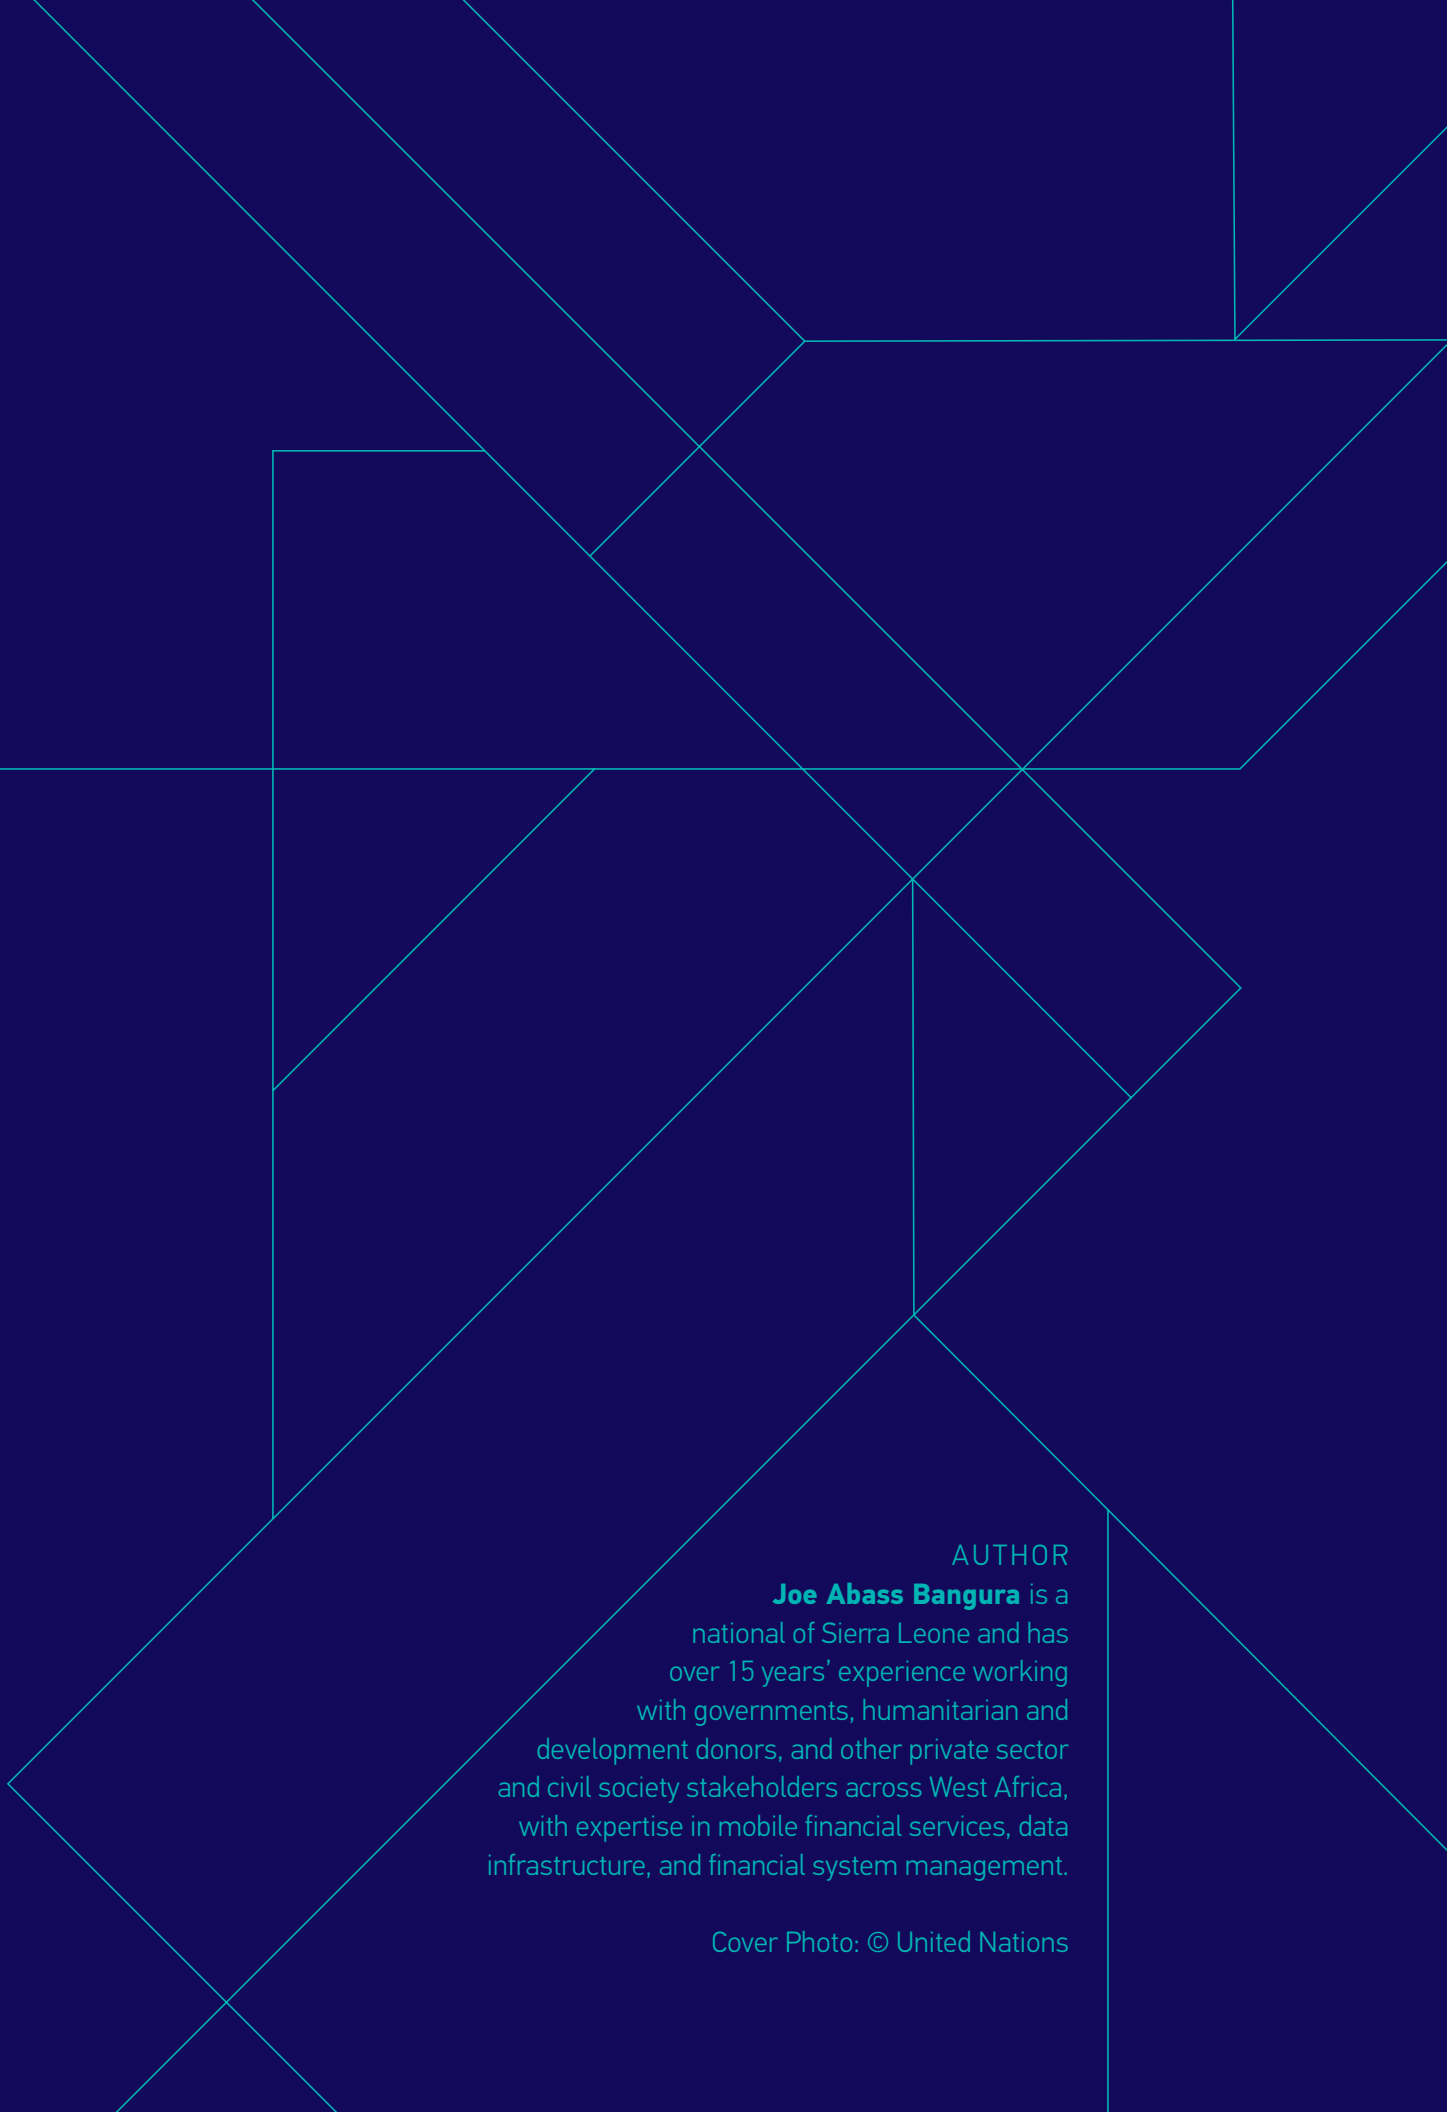 AUTHOR
Joe Abass Bangura is a
national of Sierra Leone and has
over 15 years’ experience working
with governments, humanitarian and
development donors, and other private sector
and civil society stakeholders across West Africa,
with expertise in mobile financial services, data
infrastructure, and financial system management.
Cover Photo: © United Nations